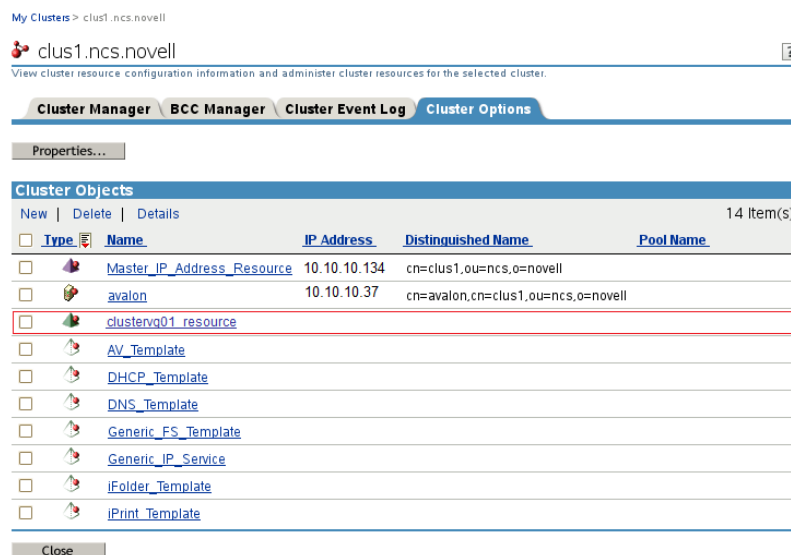 My Clusters > clus1.ncs.novell
clus1.ncs.novell
?
View cluster resource configuration information and administer cluster resources for the selected cluster.
Cluster Manager BCC Manager Cluster Event Log Cluster Options
Properties...
Cluster Objects
New | Delete | Details 14 Item(s)
Type Name IP Address Distinguished Name Pool Name
Master_IP_Address_Resource 10.10.10.134 cn=clus1,ou=ncs,o=novell
avalon 10.10.10.37 cn=avalon,cn=clus1,ou=ncs,o=novell
clustervg01_resource
AV_Template
DHCP_Template
DNS_Template
Generic_FS_Template
Generic_IP_Service
iFolder_Template
iPrint_Template
Close